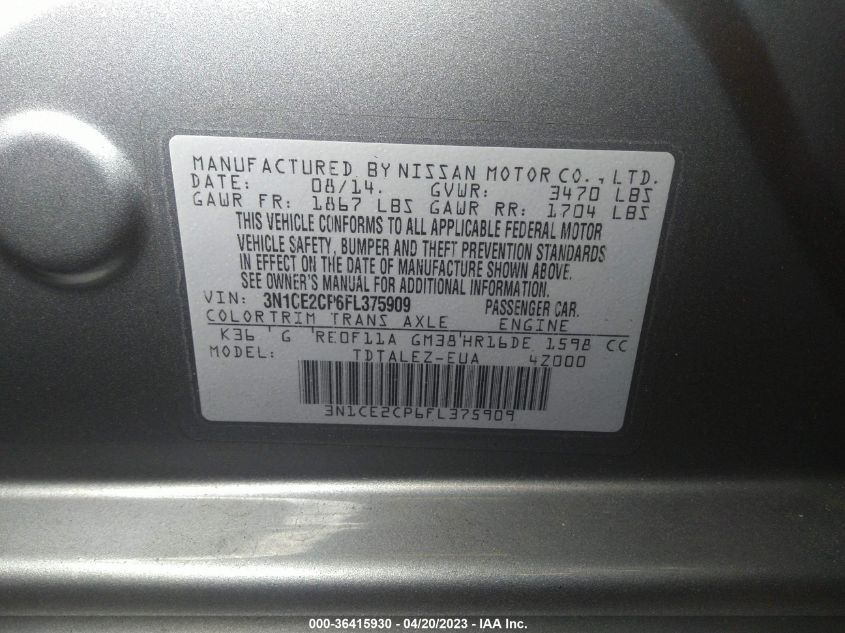 MANUFACTURED BY NISSAN MOTOR CO., LTD.
DATE: 08/14. GVWR: 3470 LBS
GAWR FR: 1867 LBS GAWR RR: 1704 LBS
THIS VEHICLE CONFORMS TO ALL APPLICABLE FEDERAL MOTOR
VEHICLE SAFETY, BUMPER AND THEFT PREVENTION STANDARDS
IN EFFECT ON THE DATE OF MANUFACTURE SHOWN ABOVE.
SEE OWNER'S MANUAL FOR ADDITIONAL INFORMATION.
VIN: 3N1CE2CP6FL375909 PASSENGER CAR.
COLOR TRIM TRANS AXLE ENGINE
K36 ' G ' RE0F11A GM38 ' HR16DE 1598 CC
MODEL: TDTALEZ-EUA 4Z000
3N1CE2CP6FL375909
000-36415930 - 04/20/2023 - IAA Inc.